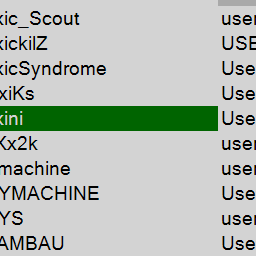 xic_Scout user
xickilZ USE
xicSyndrome Use
xiKs Use
xini Use
Kx2k user
machine user
YMACHINE Use
YS user
AMBAU Use